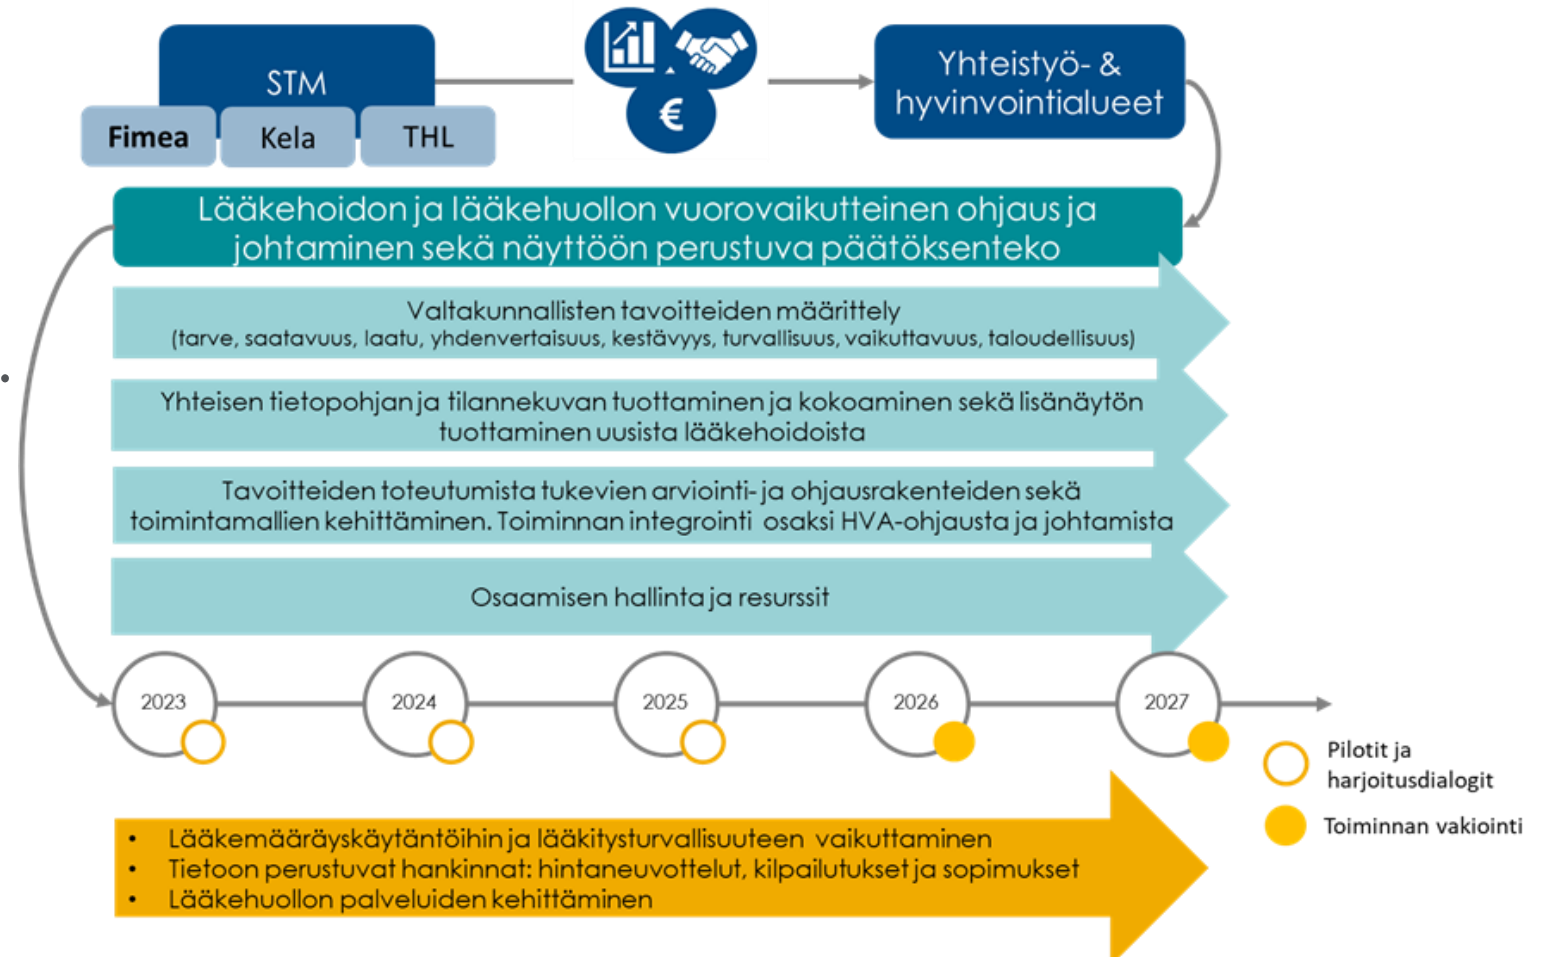 STM
Fimea
Kela
THL
€
Yhteistyö- &
hyvinvointialueet
Lääkehoidon ja lääkehuollon vuorovaikutteinen ohjaus ja
johtaminen sekä näyttöön perustuva päätöksenteko
Valtakunnallisten tavoitteiden määrittely
(tarve, saatavuus, laatu, yhdenvertaisuus, kestävyys, turvallisuus, vaikuttavuus, taloudellisuus)
Yhteisen tietopohjan ja tilannekuvan tuottaminen ja kokoaminen sekä lisänäytön
tuottaminen uusista lääkehoidoista
Tavoitteiden toteutumista tukevien arviointi- ja ohjausrakenteiden sekä
toimintamallien kehittäminen. Toiminnan integrointi osaksi HVA-ohjausta ja johtamista
Osaamisen hallinta ja resurssit
2023
2024
2025
2026
2027
Pilotit ja
harjoitusdialogit
Toiminnan vakiointi
• Lääkemääräyskäytäntöihin ja lääkitysturvallisuuteen vaikuttaminen
• Tietoon perustuvat hankinnat: hintaneuvottelut, kilpailutukset ja sopimukset
• Lääkehuollon palveluiden kehittäminen